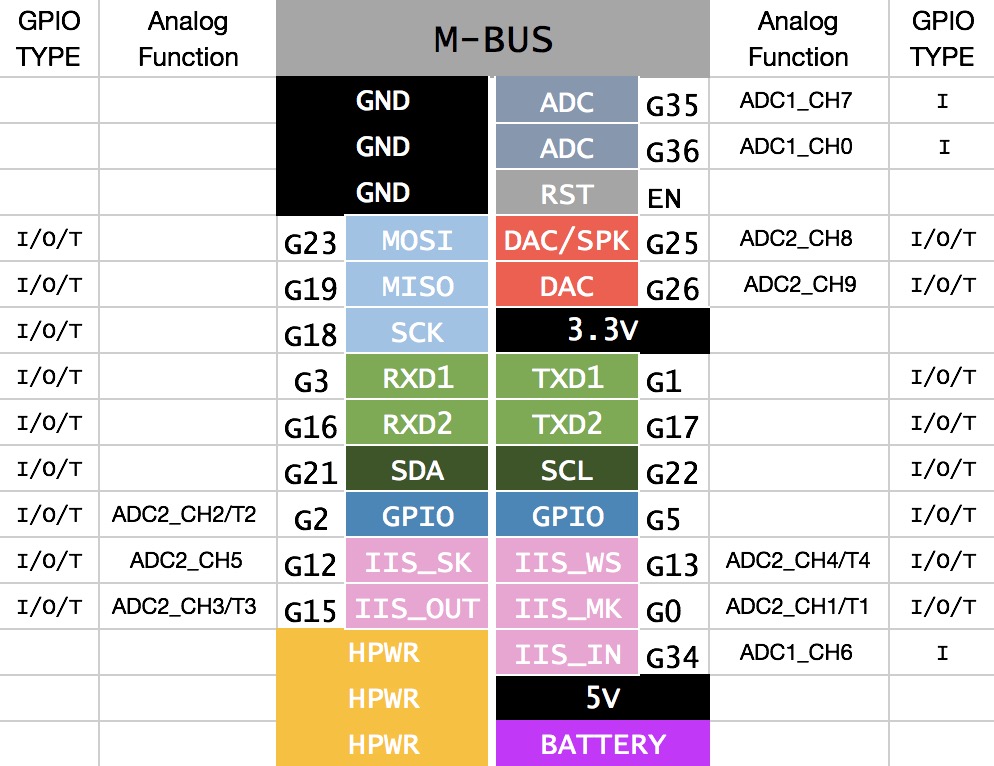 GPIO TYPE Analog Function M-BUS Analog Function GPIO TYPE
GND ADC G35 ADC1_CH7 I
GND ADC G36 ADC1_CH0 I
GND RST EN
I/O/T G23 MOSI DAC/SPK G25 ADC2_CH8 I/O/T
I/O/T G19 MISO DAC G26 ADC2_CH9 I/O/T
I/O/T G18 SCK 3.3V
I/O/T G3 RXD1 TXD1 G1 I/O/T
I/O/T G16 RXD2 TXD2 G17 I/O/T
I/O/T G21 SDA SCL G22 I/O/T
I/O/T ADC2_CH2/T2 G2 GPIO GPIO G5 I/O/T
I/O/T ADC2_CH5 G12 IIS_SK IIS_WS G13 ADC2_CH4/T4 I/O/T
I/O/T ADC2_CH3/T3 G15 IIS_OUT IIS_MK G0 ADC2_CH1/T1 I/O/T
HPWR IIS_IN G34 ADC1_CH6 I
HPWR 5V
HPWR BATTERY